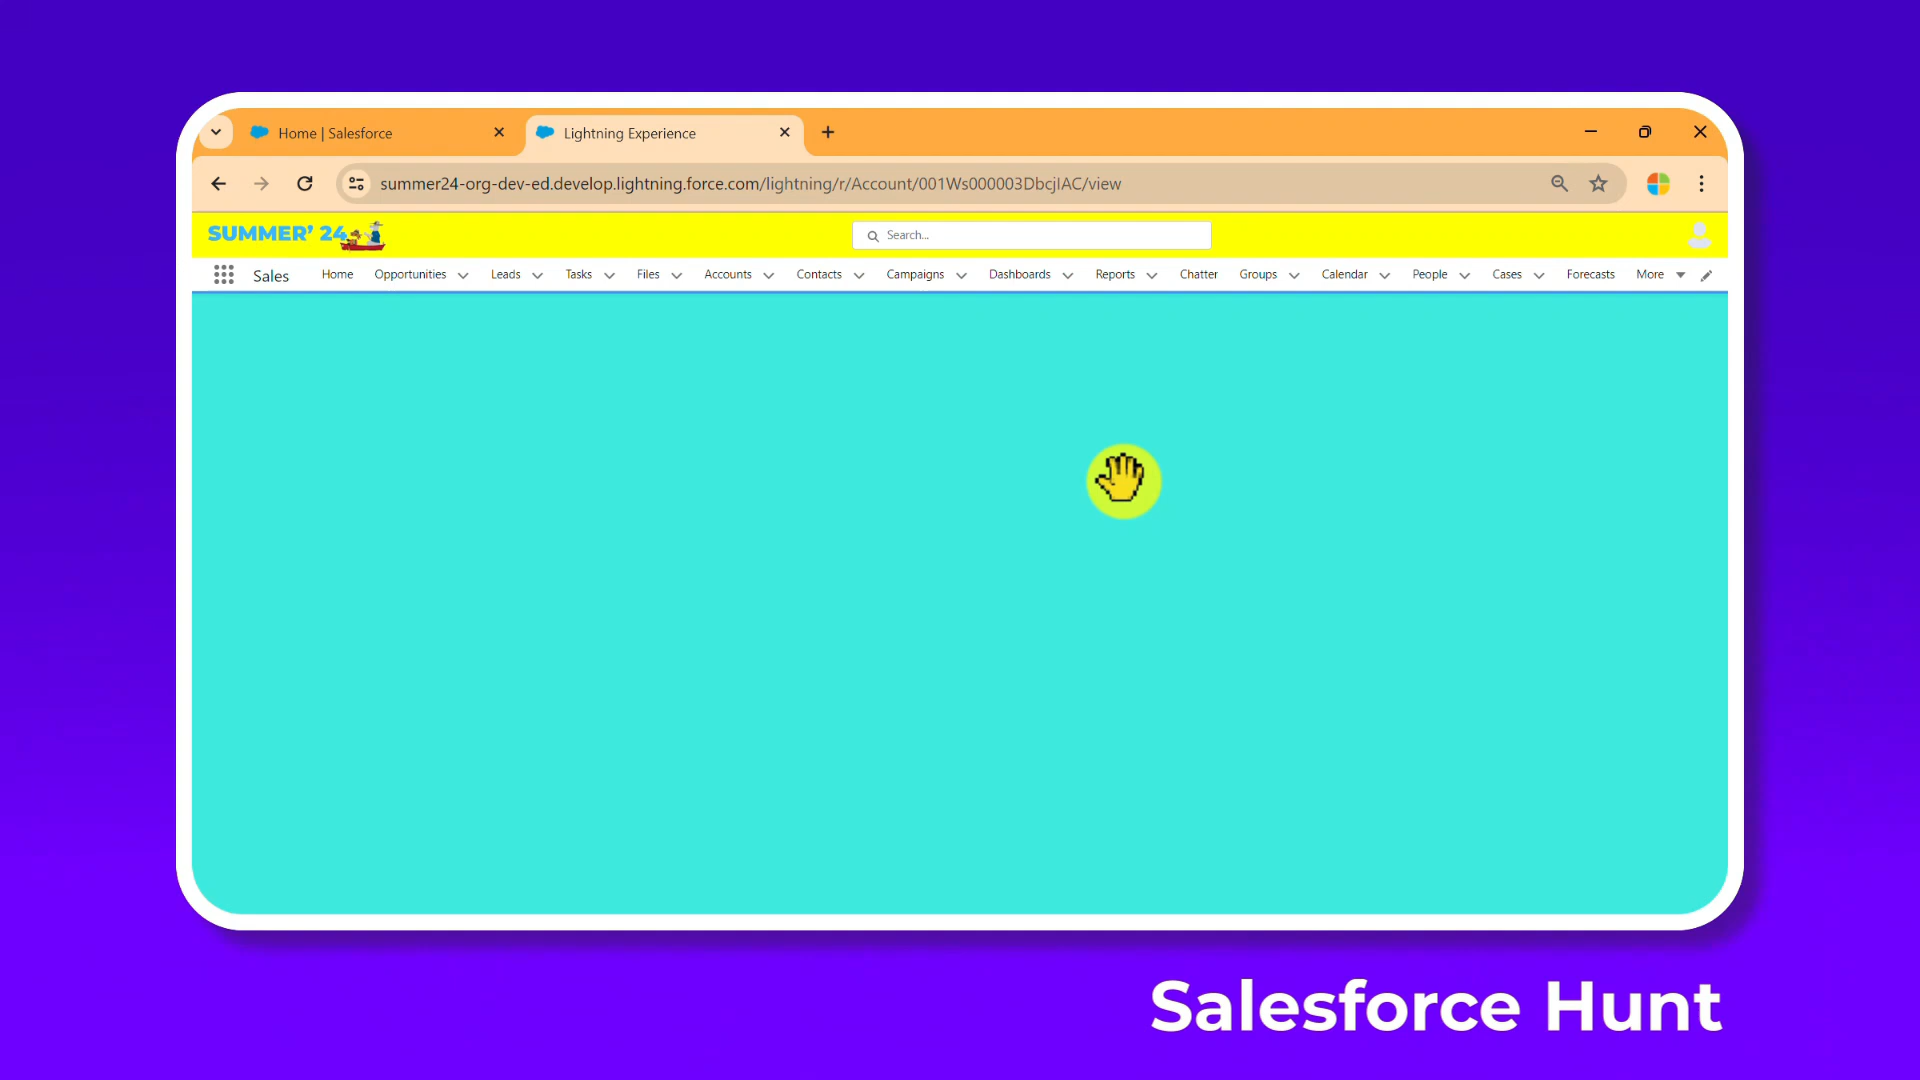 Home | Salesforce
Lightning Experience
summer24-org-dev-ed.develop.lightning.force.com/lightning/r/Account/001Ws000003DbcjIAC/view
SUMMER' 24
Search...
Sales Home Opportunities Leads Tasks Files Accounts Contacts Campaigns Dashboards Reports Chatter Groups Calendar People Cases Forecasts More
Salesforce Hunt